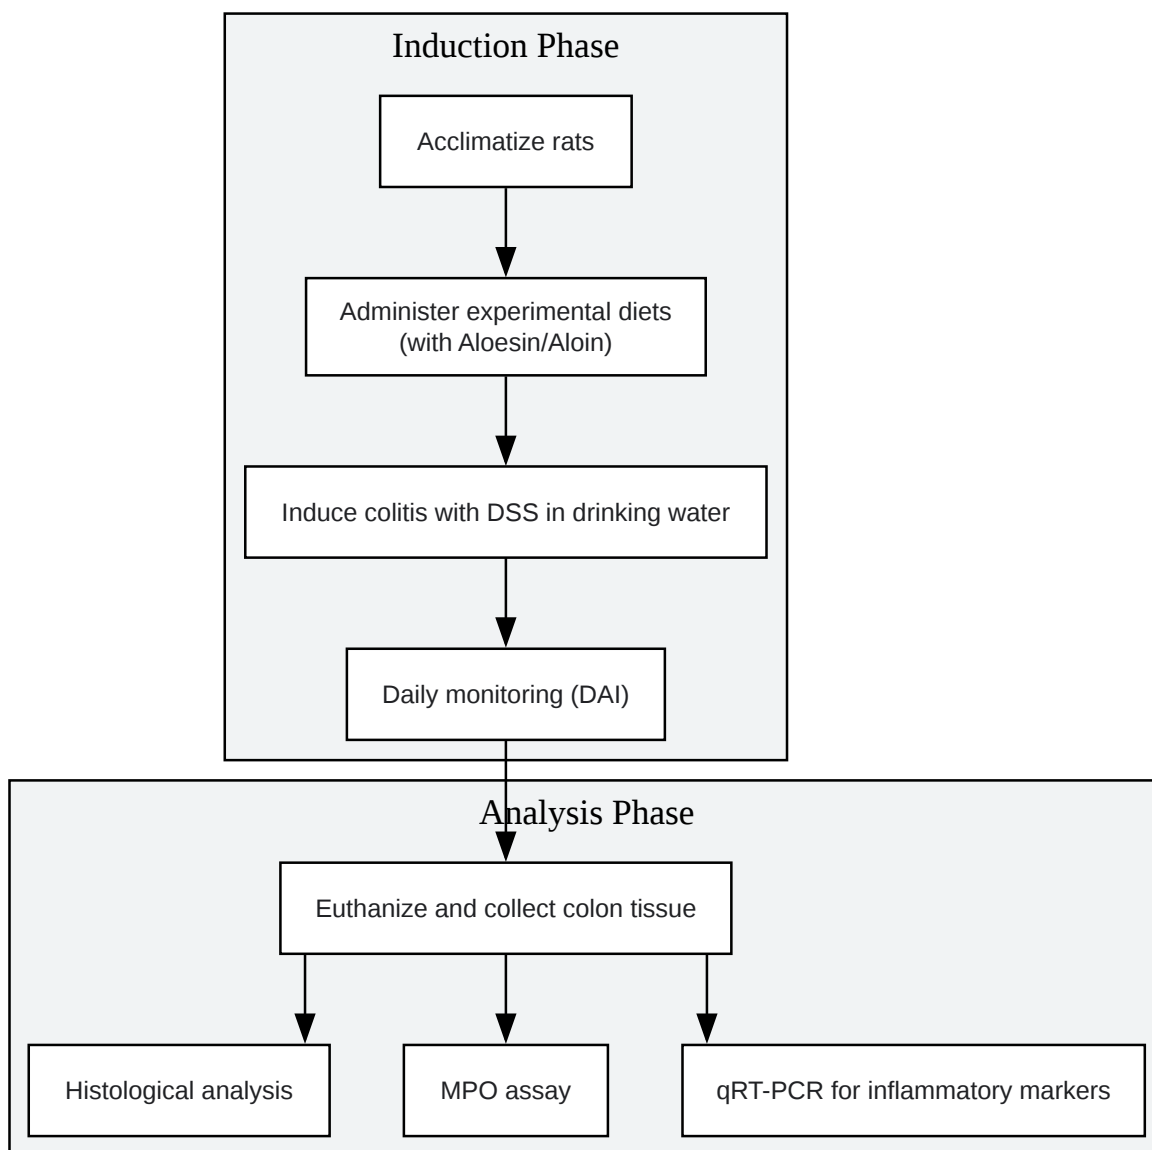 Induction Phase
Acclimatize rats
Administer experimental diets
(with Aloesin/Aloin)
Induce colitis with DSS in drinking water
Daily monitoring (DAI)
Analysis Phase
Euthanize and collect colon tissue
Histological analysis
MPO assay
qRT-PCR for inflammatory markers